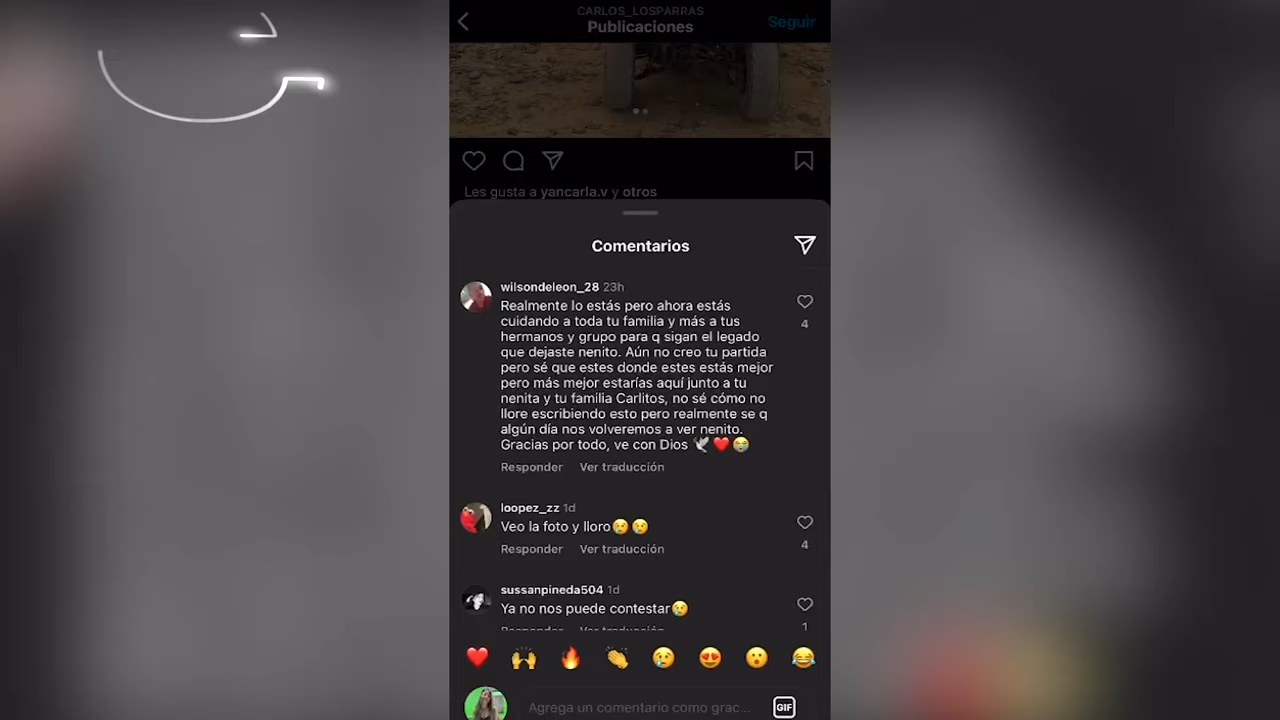 CARLOS_LOSPARRAS
Publicaciones
Seguir
Les gusta a yancarla.v y otros
Comentarios
wilsondeleon_28 23h
Realmente lo estás pero ahora estás
cuidando a toda tu familia y más a tus
hermanos y grupo para q sigan el legado
que dejaste nenito. Aún no creo tu partida
pero sé que estes donde estes estás mejor
pero más mejor estarías aquí junto a tu
nenita y tu familia Carlitos, no sé cómo no
llore escribiendo esto pero realmente se q
algún día nos volveremos a ver nenito.
Gracias por todo, ve con Dios 🕊️❤️😭
4
Responder Ver traducción
loopez_zz 1d
Veo la foto y lloro😢😢
4
Responder Ver traducción
sussanpineda504 1d
Ya no nos puede contestar😢
1
Responder Ver traducción
Agrega un comentario como grac...
GIF